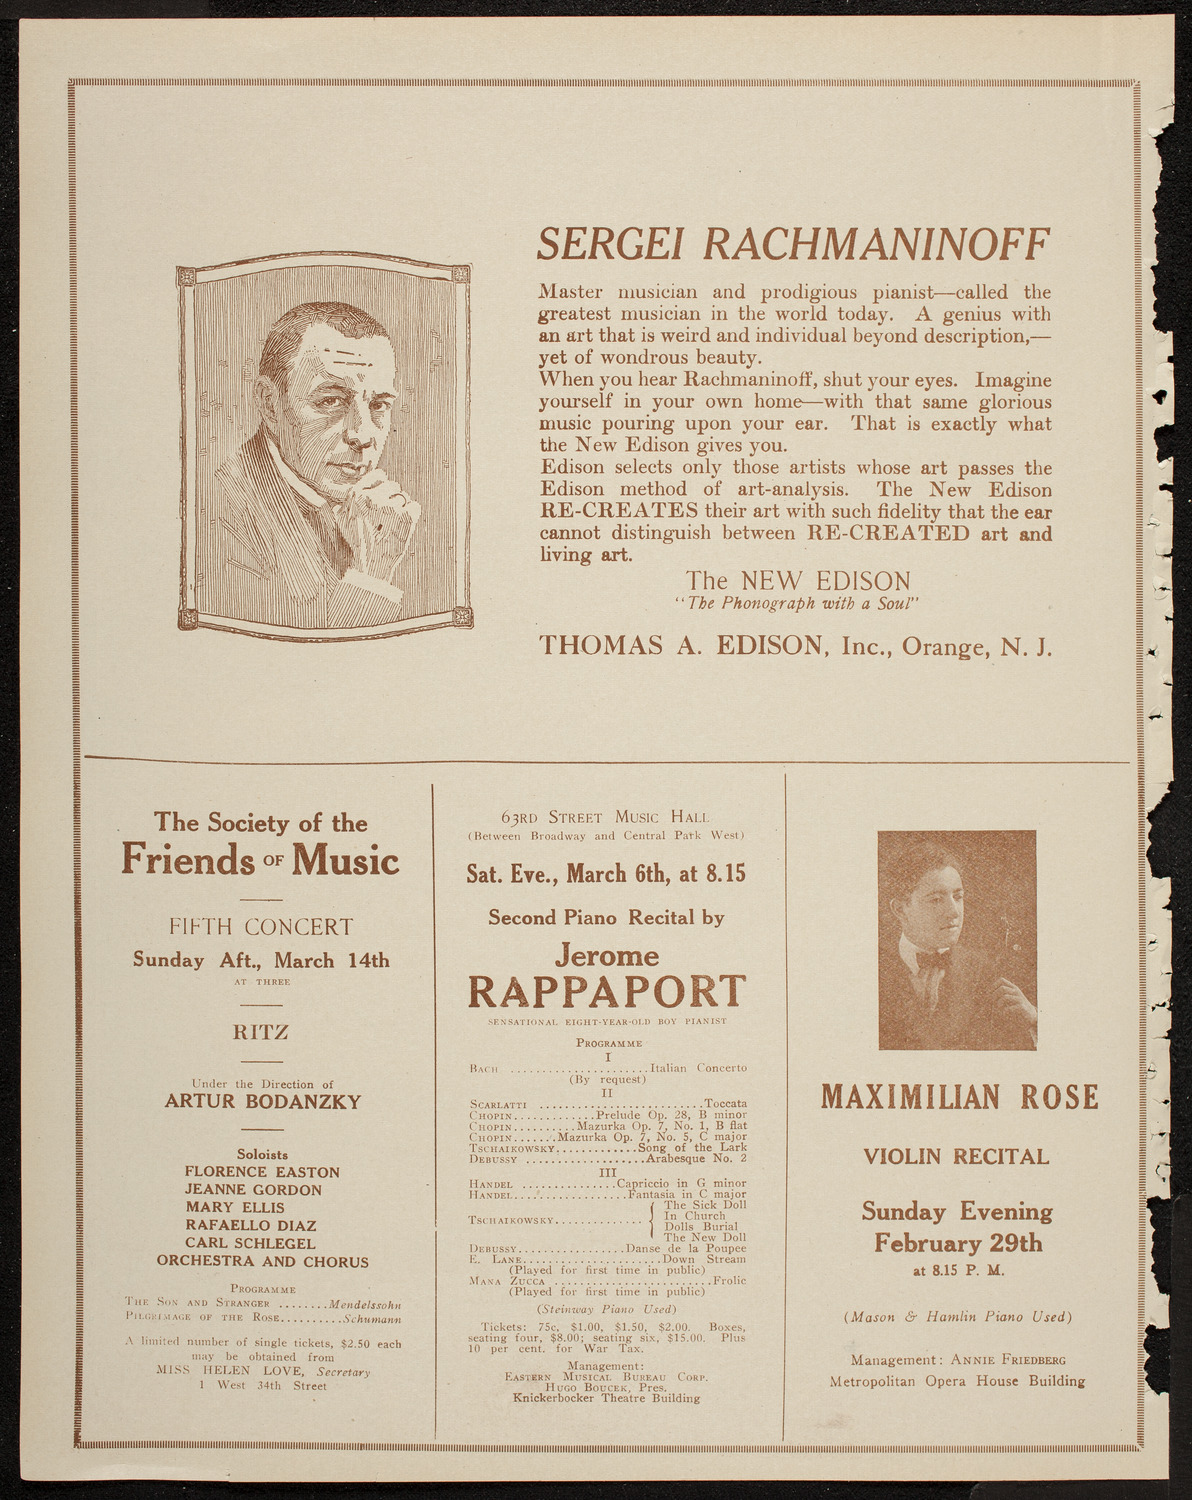 SERGEI RACHMANINOFF
Master musician and prodigious pianist—called the
greatest musician in the world today. A genius with
an art that is weird and individual beyond description,—
yet of wondrous beauty.
When you hear Rachmaninoff, shut your eyes. Imagine
yourself in your own home—with that same glorious
music pouring upon your ear. That is exactly what
the New Edison gives you.
Edison selects only those artists whose art passes the
Edison method of art-analysis. The New Edison
RE-CREATES their art with such fidelity that the ear
cannot distinguish between RE-CREATED art and
living art.
The NEW EDISON
"The Phonograph with a Soul"
THOMAS A. EDISON, Inc., Orange, N. J.
The Society of the
Friends OF Music
FIFTH CONCERT
Sunday Aft., March 14th
AT THREE
RITZ
Under the Direction of
ARTUR BODANZKY
Soloists
FLORENCE EASTON
JEANNE GORDON
MARY ELLIS
RAFAELLO DIAZ
CARL SCHLEGEL
ORCHESTRA AND CHORUS
PROGRAMME
THE SON AND STRANGER ........Mendelssohn
PILGRIMAGE OF THE ROSE..........Schumann
A limited number of single tickets, $2.50 each
may be obtained from
MISS HELEN LOVE, Secretary
1 West 34th Street
63RD STREET MUSIC HALL
(Between Broadway and Central Park West)
Sat. Eve., March 6th, at 8.15
Second Piano Recital by
Jerome
RAPPAPORT
SENSATIONAL EIGHT-YEAR-OLD BOY PIANIST
PROGRAMME
I
BACH ......................Italian Concerto
(By request)
II
SCARLATTI ..........................Toccata
CHOPIN.............Prelude Op. 28, B minor
CHOPIN..........Mazurka Op. 7, No. 1, B flat
CHOPIN.......Mazurka Op. 7, No. 5, C major
TSCHAIKOWSKY.............Song of the Lark
DEBUSSY ...................Arabesque No. 2
III
HANDEL ...............Capriccio in G minor
HANDEL..................Fantasia in C major
TSCHAIKOWSKY.............. { The Sick Doll
In Church
Dolls Burial
The New Doll
DEBUSSY.................Danse de la Poupee
E. LANE......................Down Stream
(Played for first time in public)
MANA ZUCCA .........................Frolic
(Played for first time in public)
(Steinway Piano Used)
Tickets: 75c, $1.00, $1.50, $2.00. Boxes,
seating four, $8.00; seating six, $15.00. Plus
10 per cent. for War Tax.
Management:
EASTERN MUSICAL BUREAU CORP.
HUGO BOUCEK, Pres.
Knickerbocker Theatre Building
MAXIMILIAN ROSE
VIOLIN RECITAL
Sunday Evening
February 29th
at 8.15 P. M.
(Mason & Hamlin Piano Used)
Management: ANNIE FRIEDBERG
Metropolitan Opera House Building